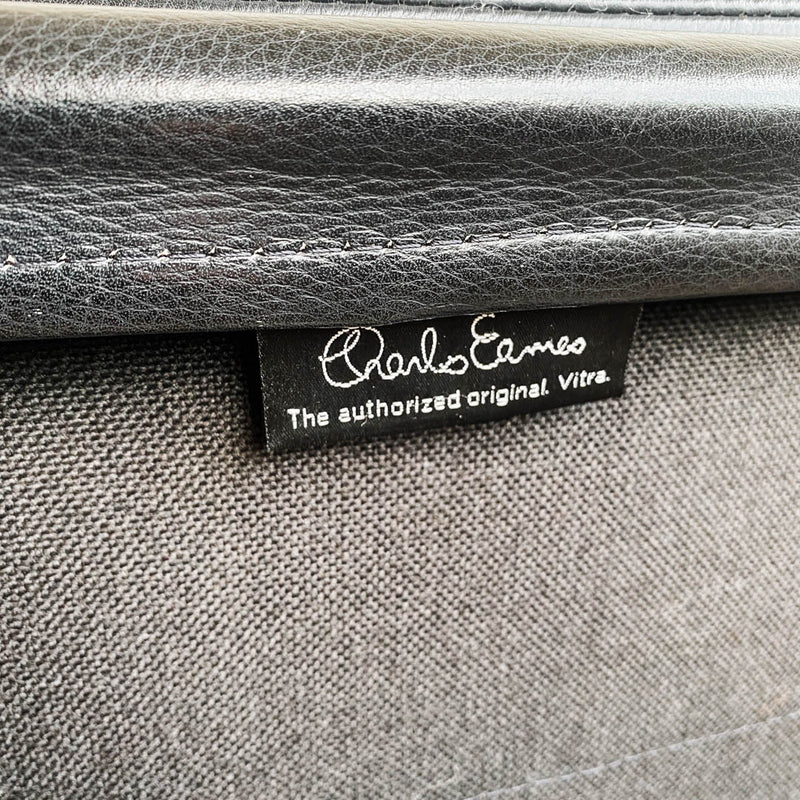 Charles Eames
The authorized original. Vitra.